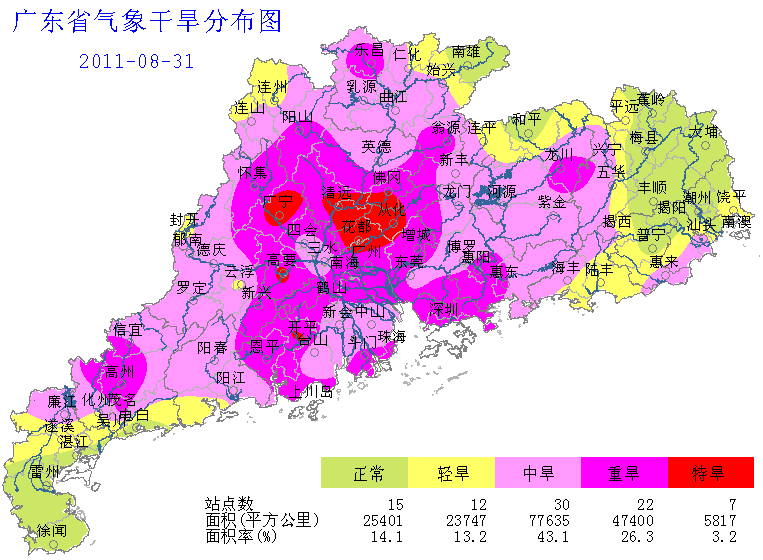 广东省气象干旱分布图
2011-08-31
乐昌 仁化 南雄
始兴
连州 乳源 曲江
连山 阳山 翁源 连平 和平 平远 蕉岭
英德 梅县 大埔
怀集 佛冈 新丰 龙川 兴宁
五华
广宁 清远 从化 龙门 河源 紫金 丰顺 潮州 饶平
封开 四会 花都 增城 揭西 揭阳 汕头 南澳
郁南 德庆 三水 广州 博罗 惠阳 普宁
云浮 高要 南海 东莞 惠东 海丰 陆丰 惠来
罗定 新兴 鹤山
新会 中山 深圳
信宜 阳春 恩平 开平 台山 斗门 珠海
高州 阳江 上川岛
廉江 化州 茂名
遂溪 吴川 电白
湛江
雷州
徐闻
正常 轻旱 中旱 重旱 特旱
站点数 15 12 30 22 7
面积(平方公里) 25401 23747 77635 47400 5817
面积率(%) 14.1 13.2 43.1 26.3 3.2